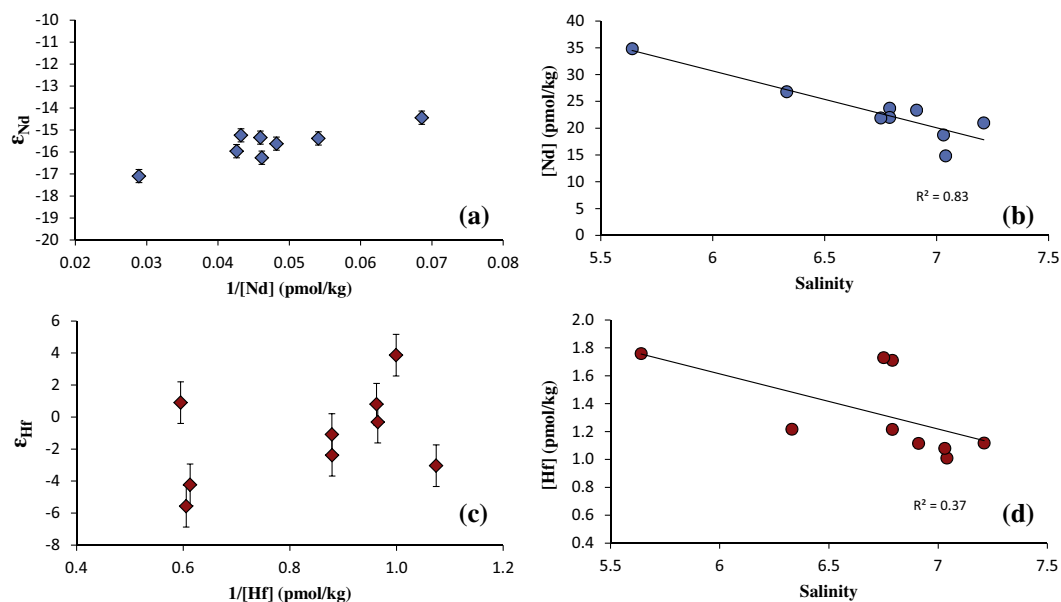 -10
-11
-12
-13
-14
-15
-16
-17
-18
-19
-20
εNd
0.02 0.03 0.04 0.05 0.06 0.07 0.08
1/[Nd] (pmol/kg)
(a)
40
35
30
25
20
15
10
5
0
[Nd] (pmol/kg)
R² = 0.83
(b)
5.5 6 6.5 7 7.5
Salinity
6
4
2
0
-2
-4
-6
-8
εHf
(c)
0.4 0.6 0.8 1.0 1.2
1/[Hf] (pmol/kg)
2.0
1.8
1.6
1.4
1.2
1.0
0.8
0.6
0.4
[Hf] (pmol/kg)
R² = 0.37
(d)
5.5 6 6.5 7 7.5
Salinity